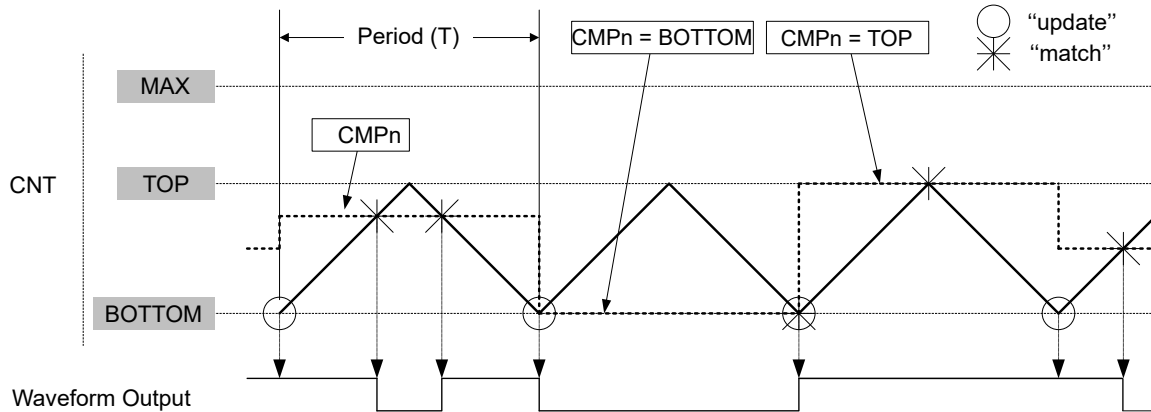 Period (T)
CMPn = BOTTOM
CMPn = TOP
“update”
“match”
MAX
CMPn
CNT
TOP
BOTTOM
Waveform Output